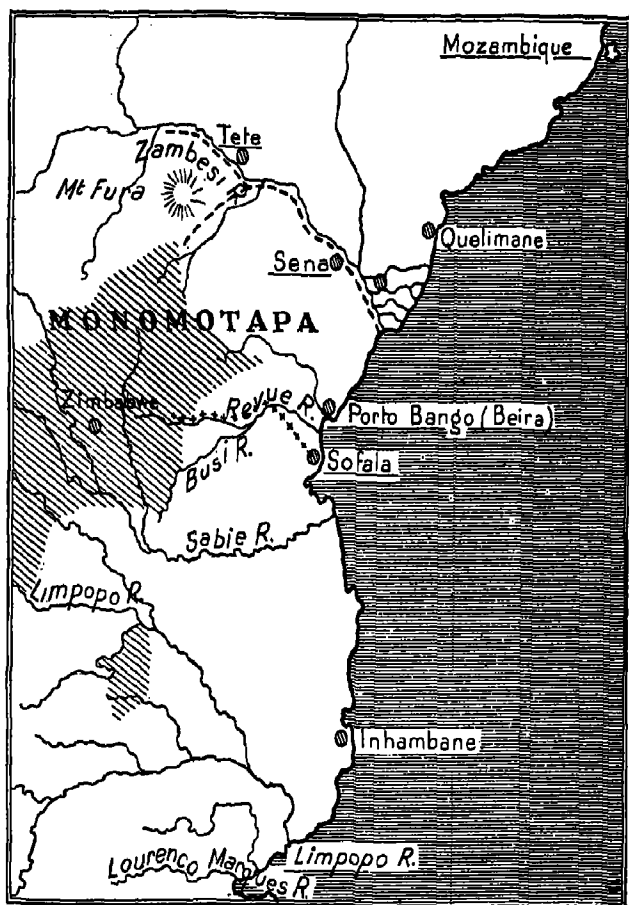 Mozambique
Tete
Zambesi R.
Mt Fura
Quelimane
Sena
MONOMOTAPA
Zimbabwe
Revue R.
Porto Bango (Beira)
Busi R.
Sofala
Sabie R.
Limpopo R.
Inhambane
Limpopo R.
Lourenco Marques R.